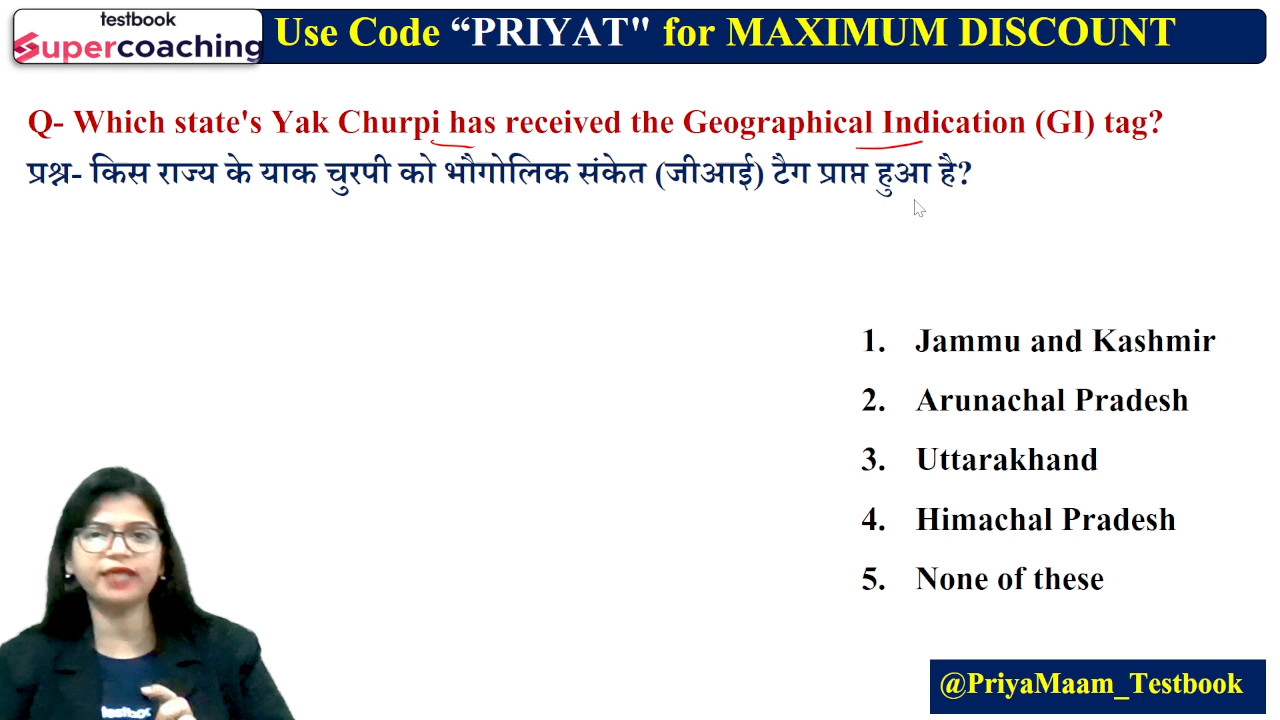 testbook
Supercoaching
Use Code “PRIYAT" for MAXIMUM DISCOUNT
Q- Which state's Yak Churpi has received the Geographical Indication (GI) tag?
प्रश्न- किस राज्य के याक चुरपी को भौगोलिक संकेत (जीआई) टैग प्राप्त हुआ है?
1. Jammu and Kashmir
2. Arunachal Pradesh
3. Uttarakhand
4. Himachal Pradesh
5. None of these
testbook
@PriyaMaam_Testbook